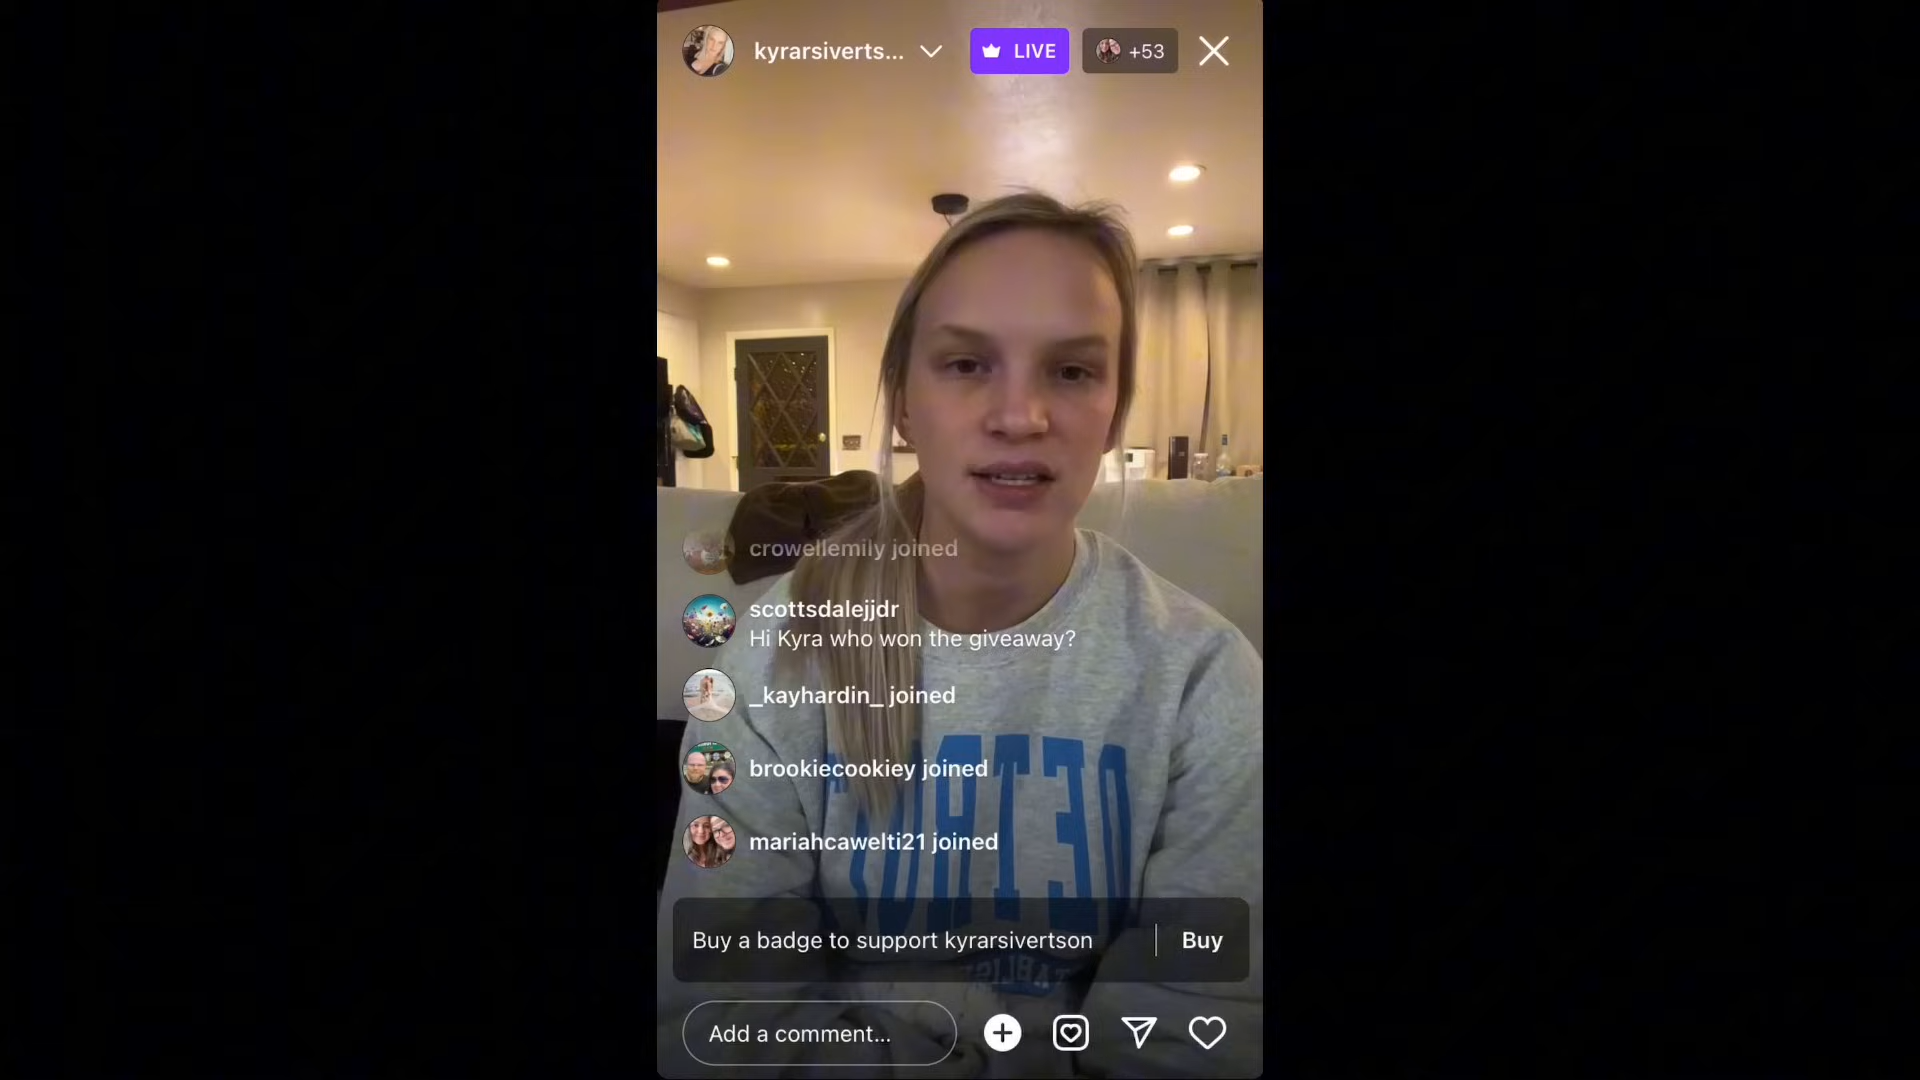 kyrarsiverts...
LIVE
+53
crowellemily joined
scottsdalejjdr
Hi Kyra who won the giveaway?
_kayhardin_ joined
brookiecookiey joined
mariahcawelti21 joined
DETROIT
Buy a badge to support kyrarsivertson
Buy
Add a comment...